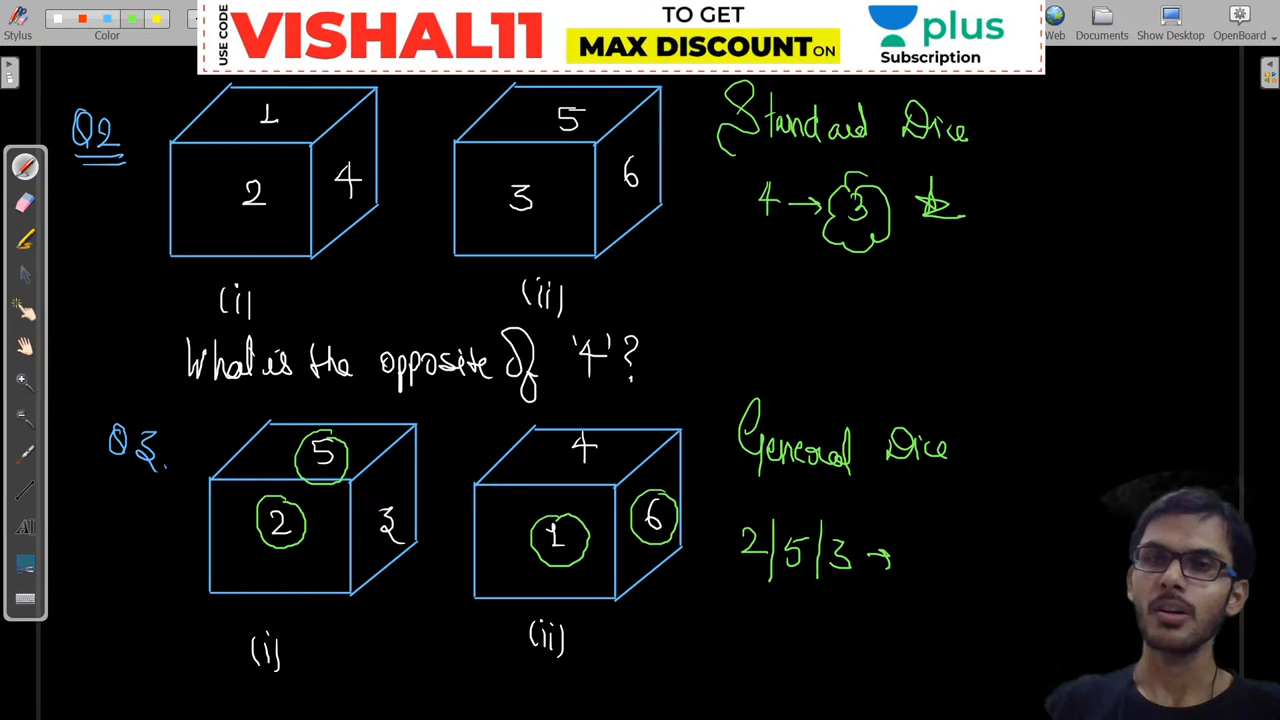 Stylus
Color
USE CODE
VISHAL11
TO GET
MAX DISCOUNT ON
plus
Subscription
Web
Documents
Show Desktop
OpenBoard
Q2
1
2
4
(i)
5
3
6
(ii)
Standard Dice
4 → 3
What is the opposite of '4'?
Q3.
5
2
3
(i)
4
1
6
(ii)
General Dice
2|5|3 →